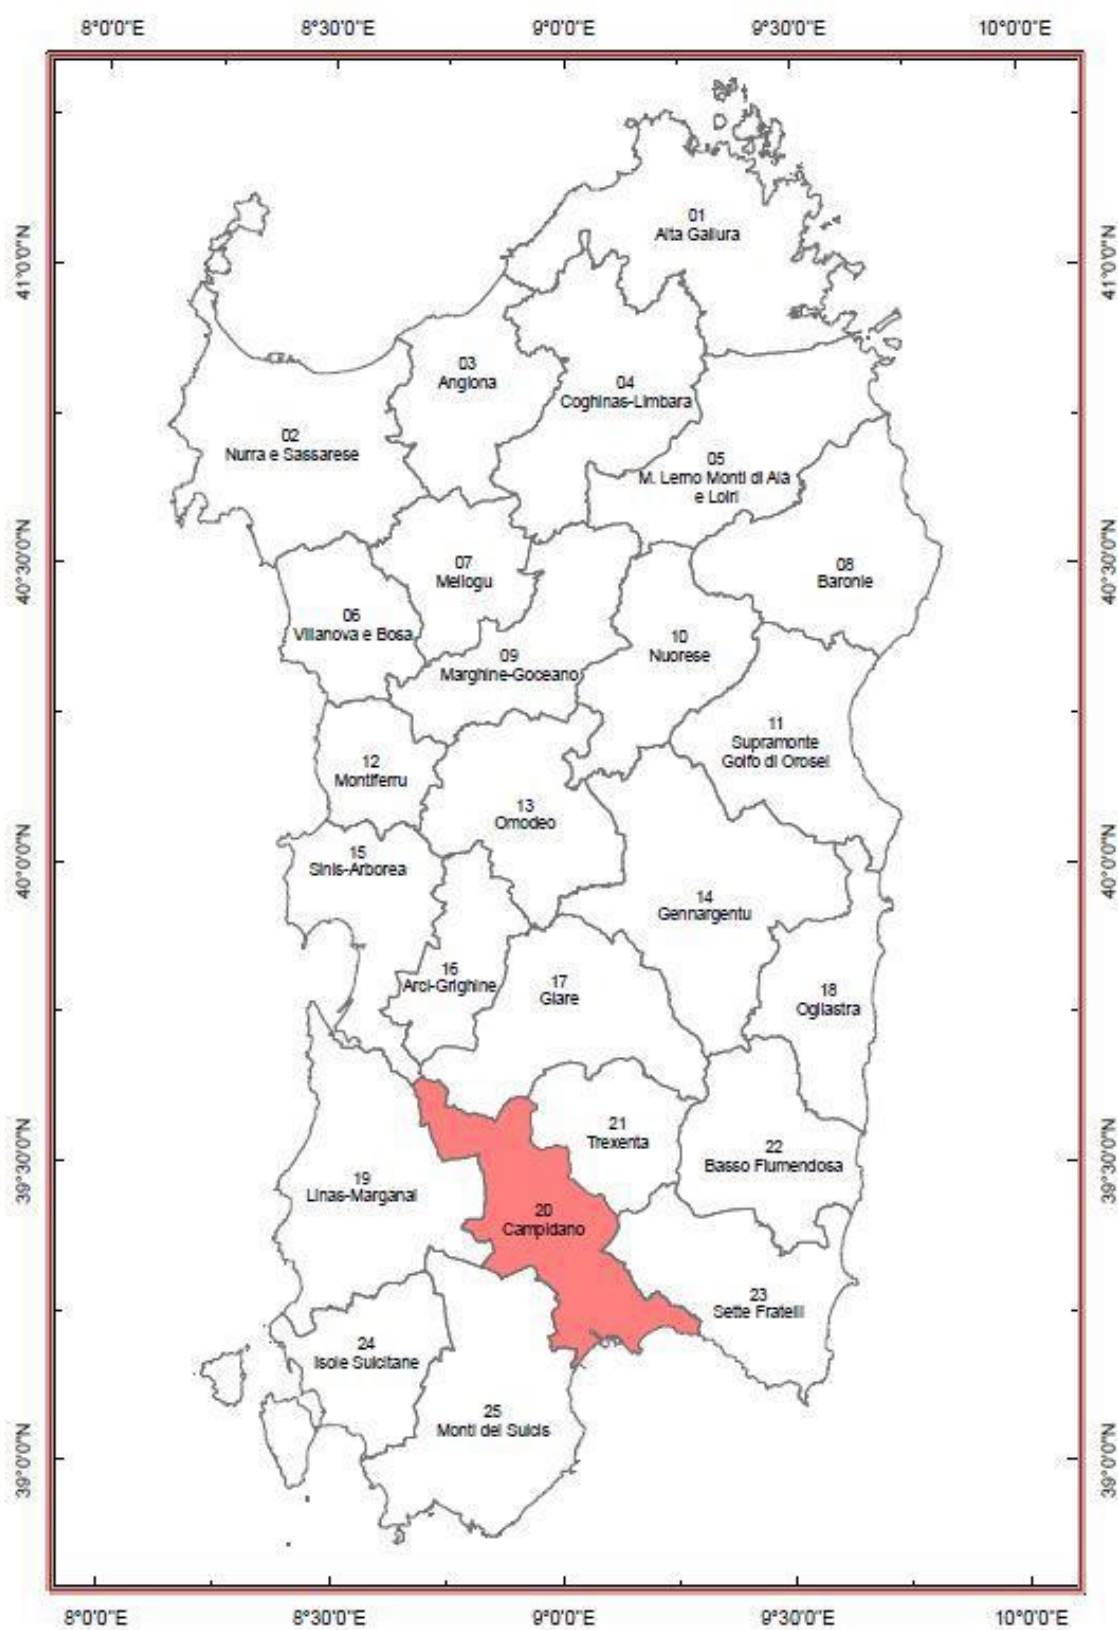 8°0'0"E 8°30'0"E 9°0'0"E 9°30'0"E 10°0'0"E
41°0'0"N
41°0'0"N
01
Alta Gallura
03
Anglona
04
Coghinas-Limbara
02
Nurra e Sassarese
05
M. Lerno Monti di Alà
e Loiri
40°30'0"N
40°30'0"N
07
Meilogu
08
Baronie
06
Villanova e Bosa
10
Nuorese
09
Marghine-Goceano
11
Supramonte
Golfo di Orosei
12
Montiferru
13
Omodeo
40°0'0"N
40°0'0"N
15
Sinis-Arborea
14
Gennargentu
16
Arci-Grighine
17
Giare
18
Ogliastra
39°30'0"N
39°30'0"N
21
Trexenta
22
Basso Flumendosa
19
Linas-Marganai
20
Campidano
23
Sette Fratelli
24
Isole Sulcitane
25
Monti del Sulcis
39°0'0"N
39°0'0"N
8°0'0"E 8°30'0"E 9°0'0"E 9°30'0"E 10°0'0"E